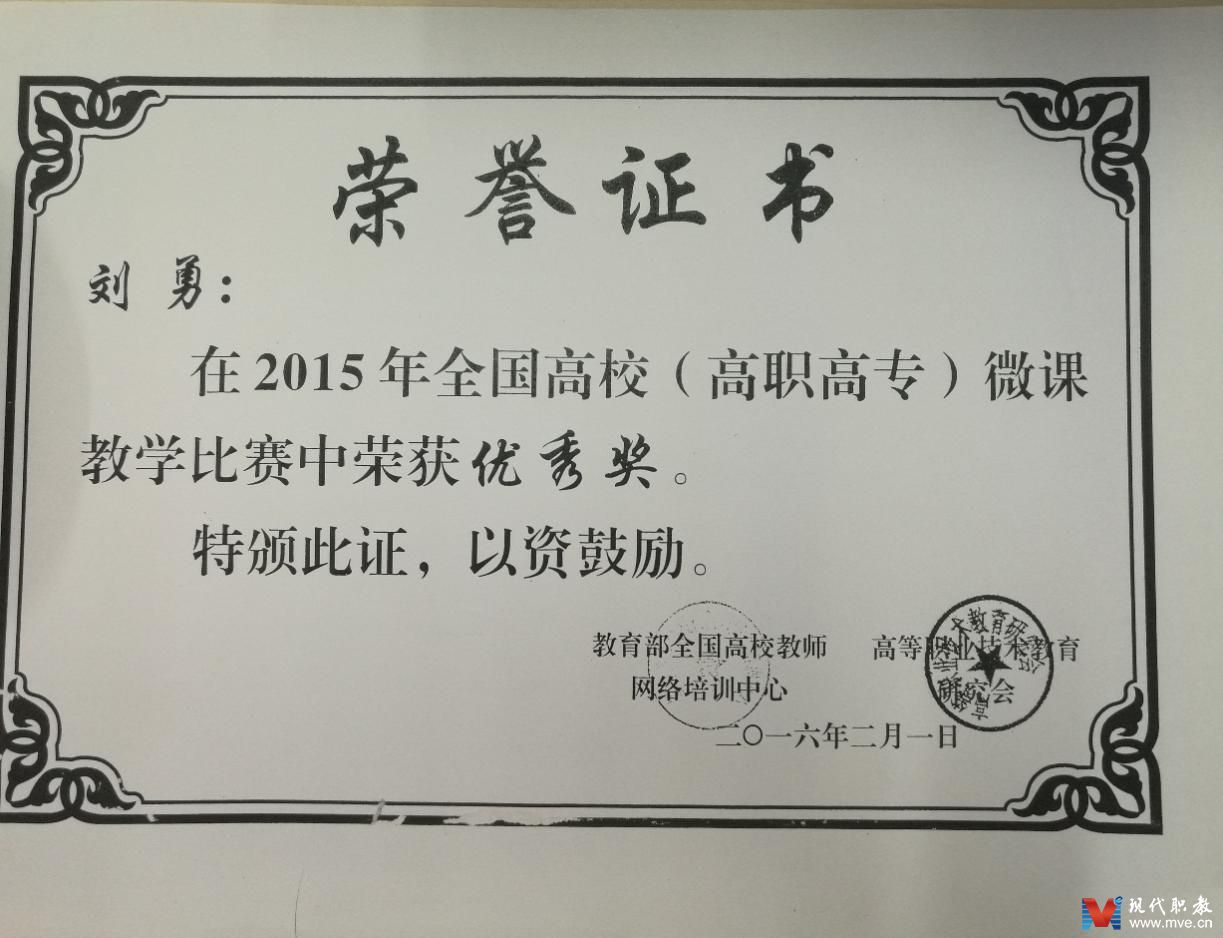 荣誉证书
刘 勇：
在2015年全国高校（高职高专）微课
教学比赛中荣获优秀奖。
特颁此证，以资鼓励。
教育部全国高校教师 高等职业技术教育
网络培训中心 研究会
二〇一六年二月一日
现代职教
www.mve.cn